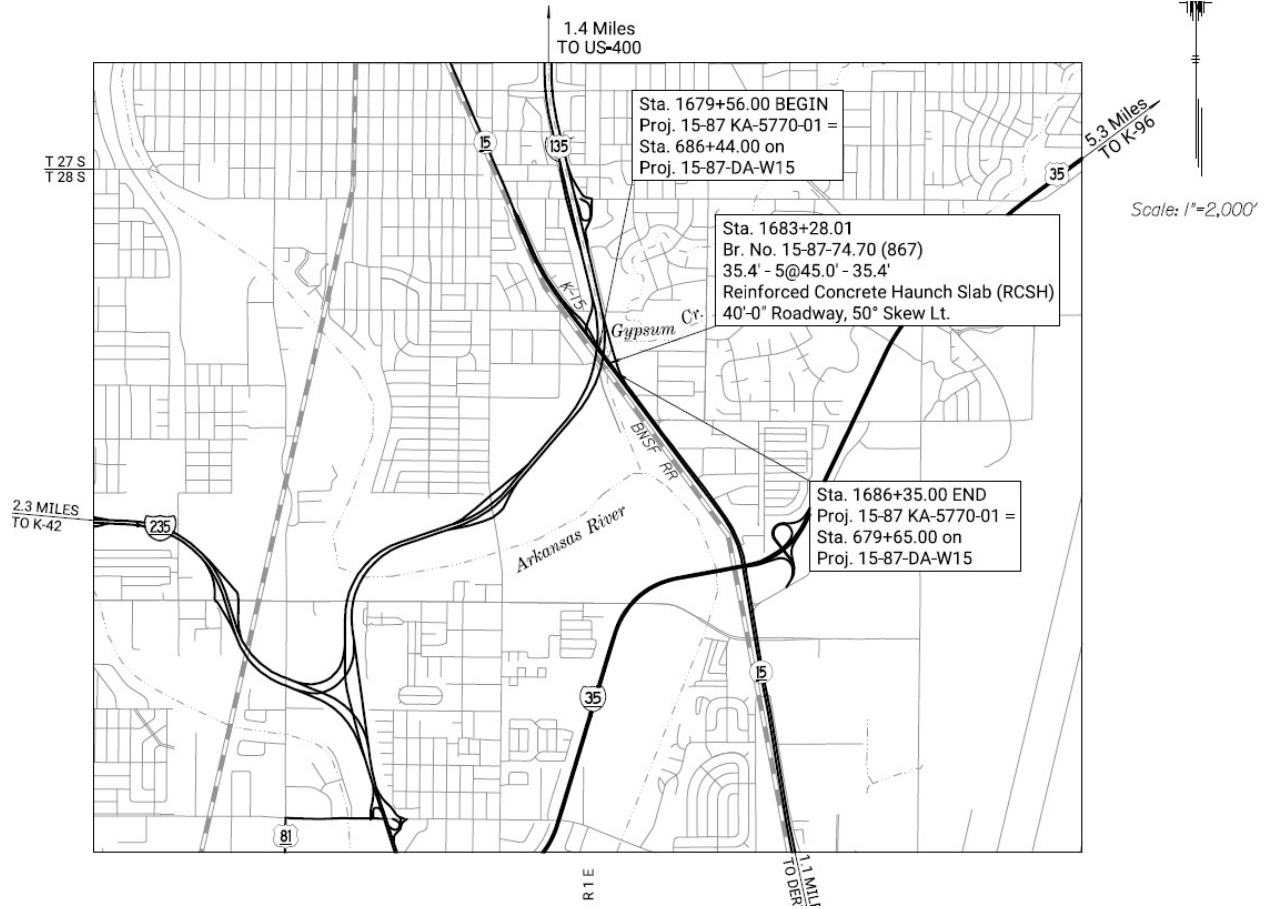 1.4 Miles
TO US-400
Sta. 1679+56.00 BEGIN
Proj. 15-87 KA-5770-01 =
Sta. 686+44.00 on
Proj. 15-87-DA-W15
15
135
5.3 Miles
TO K-96
35
T 27 S
T 28 S
Scale: 1"=2,000'
Sta. 1683+28.01
Br. No. 15-87-74.70 (867)
35.4' - 5@45.0' - 35.4'
Reinforced Concrete Haunch Slab (RCSH)
40'-0" Roadway, 50° Skew Lt.
K-15
Gypsum Cr.
BNSF RR
2.3 MILES
TO K-42
235
Arkansas River
Sta. 1686+35.00 END
Proj. 15-87 KA-5770-01 =
Sta. 679+65.00 on
Proj. 15-87-DA-W15
15
35
81
R 1 E
1.1
TO